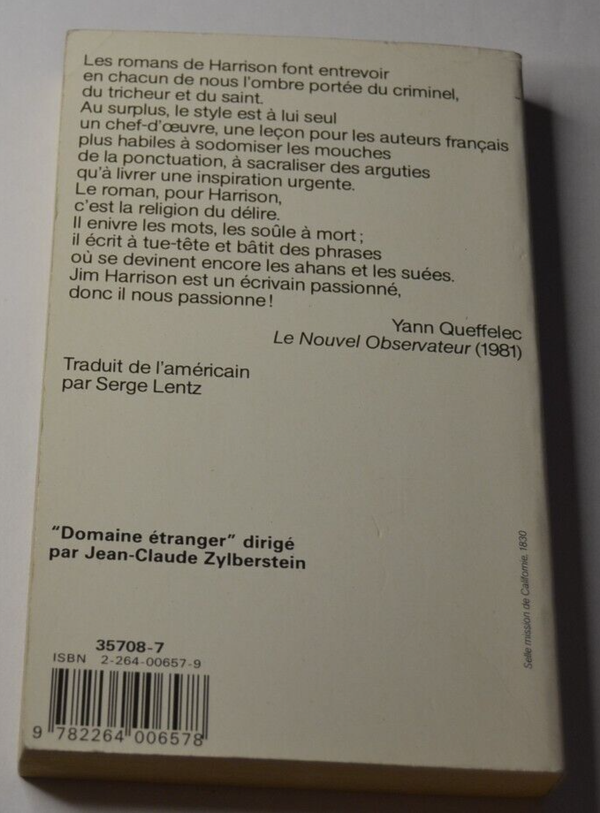 Les romans de Harrison font entrevoir
en chacun de nous l'ombre portée du criminel,
du tricheur et du saint.
Au surplus, le style est à lui seul
un chef-d'œuvre, une leçon pour les auteurs français
plus habiles à sodomiser les mouches
de la ponctuation, à sacraliser des arguties
qu'à livrer une inspiration urgente.
Le roman, pour Harrison,
c'est la religion du délire.
Il enivre les mots, les soûle à mort ;
il écrit à tue-tête et bâtit des phrases
où se devinent encore les ahans et les suées.
Jim Harrison est un écrivain passionné,
donc il nous passionne !
Yann Queffelec
Le Nouvel Observateur (1981)
Traduit de l'américain
par Serge Lentz
"Domaine étranger" dirigé
par Jean-Claude Zylberstein
Selle mission de Californie, 1830
35708-7
ISBN 2-264-00657-9
9 782264 006578